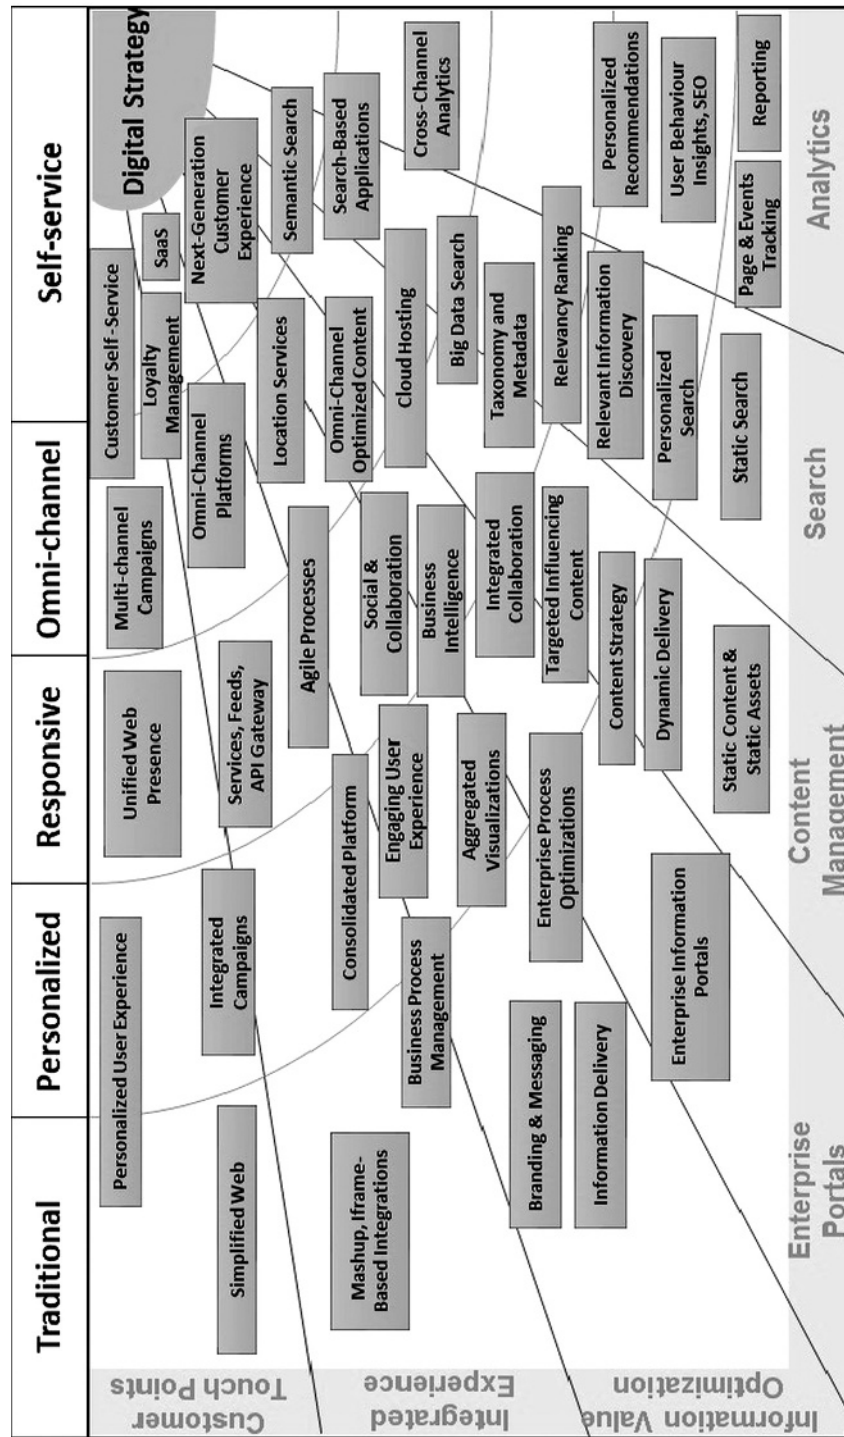 Traditional
Personalized
Responsive
Omni-channel
Self-service
Customer
Touch Points
Integrated
Experience
Information Value
Optimization
Enterprise
Portals
Content
Management
Search
Analytics
Digital Strategy
Personalized User Experience
Unified Web
Presence
Multi-channel
Campaigns
Customer Self-Service
Loyalty
Management
SaaS
Simplified Web
Integrated
Campaigns
Services, Feeds,
API Gateway
Omni-Channel
Platforms
Next-Generation
Customer
Experience
Location Services
Semantic Search
Agile Processes
Mashup, Iframe-
Based Integrations
Consolidated Platform
Engaging User
Experience
Social &
Collaboration
Omni-Channel
Optimized Content
Search-Based
Applications
Cloud Hosting
Cross-Channel
Analytics
Business Process
Management
Business
Intelligence
Big Data Search
Aggregated
Visualizations
Integrated
Collaboration
Taxonomy and
Metadata
Branding & Messaging
Enterprise Process
Optimizations
Targeted Influencing
Content
Relevancy Ranking
Information Delivery
Content Strategy
Relevant Information
Discovery
Personalized
Recommendations
Enterprise Information
Portals
Dynamic Delivery
Personalized
Search
User Behaviour
Insights, SEO
Static Content &
Static Assets
Static Search
Page & Events
Tracking
Reporting